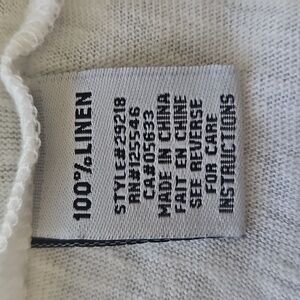 100% LINEN
STYLE#29218
RN#125546
CA#05633
MADE IN CHINA
FAIT EN CHINE
SEE REVERSE
FOR CARE
INSTRUCTIONS